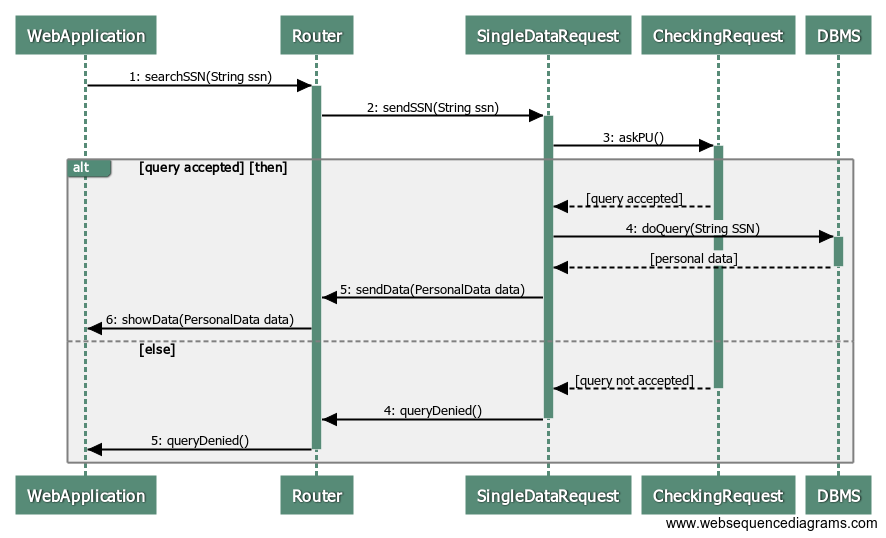 WebApplication Router SingleDataRequest CheckingRequest DBMS
1: searchSSN(String ssn)
2: sendSSN(String ssn)
3: askPU()
alt [query accepted] [then]
[query accepted]
4: doQuery(String SSN)
[personal data]
5: sendData(PersonalData data)
6: showData(PersonalData data)
[else]
[query not accepted]
4: queryDenied()
5: queryDenied()
WebApplication Router SingleDataRequest CheckingRequest DBMS
www.websequencediagrams.com